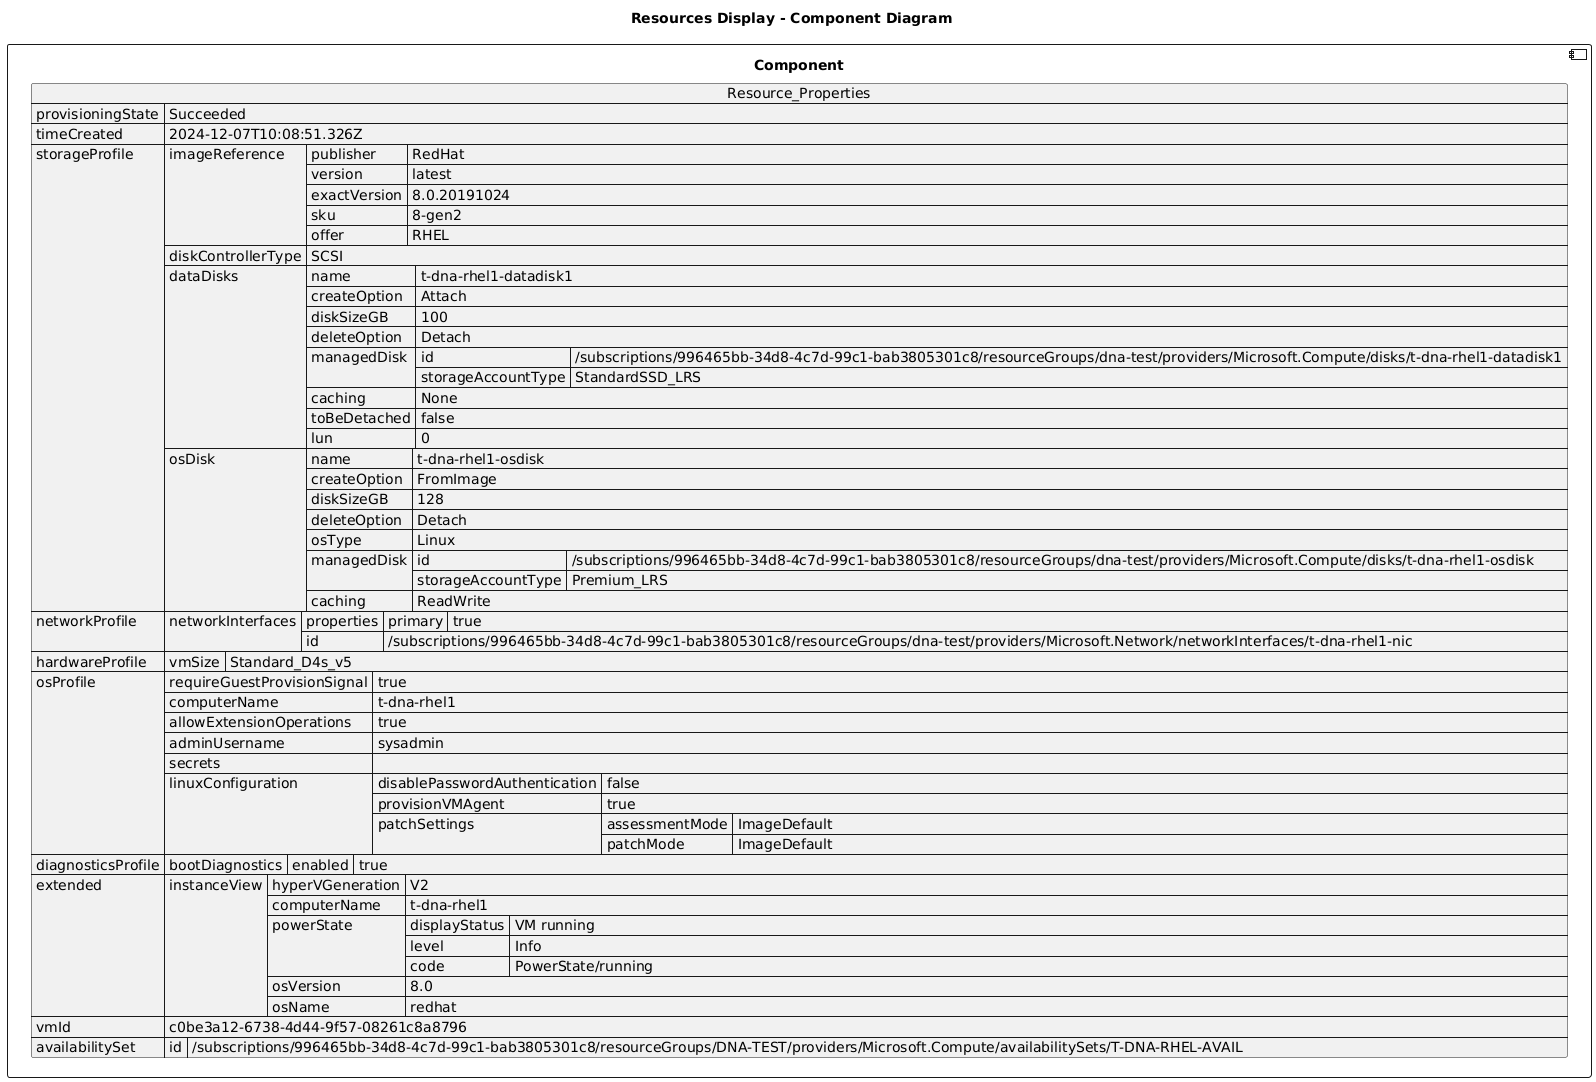 Resources Display - Component Diagram
Component
Resource_Properties
provisioningState Succeeded
timeCreated 2024-12-07T10:08:51.326Z
storageProfile imageReference publisher RedHat
version latest
exactVersion 8.0.20191024
sku 8-gen2
offer RHEL
diskControllerType SCSI
dataDisks name t-dna-rhel1-datadisk1
createOption Attach
diskSizeGB 100
deleteOption Detach
managedDisk id /subscriptions/996465bb-34d8-4c7d-99c1-bab3805301c8/resourceGroups/dna-test/providers/Microsoft.Compute/disks/t-dna-rhel1-datadisk1
storageAccountType StandardSSD_LRS
caching None
toBeDetached false
lun 0
osDisk name t-dna-rhel1-osdisk
createOption FromImage
diskSizeGB 128
deleteOption Detach
osType Linux
managedDisk id /subscriptions/996465bb-34d8-4c7d-99c1-bab3805301c8/resourceGroups/dna-test/providers/Microsoft.Compute/disks/t-dna-rhel1-osdisk
storageAccountType Premium_LRS
caching ReadWrite
networkProfile networkInterfaces properties primary true
id /subscriptions/996465bb-34d8-4c7d-99c1-bab3805301c8/resourceGroups/dna-test/providers/Microsoft.Network/networkInterfaces/t-dna-rhel1-nic
hardwareProfile vmSize Standard_D4s_v5
osProfile requireGuestProvisionSignal true
computerName t-dna-rhel1
allowExtensionOperations true
adminUsername sysadmin
secrets
linuxConfiguration disablePasswordAuthentication false
provisionVMAgent true
patchSettings assessmentMode ImageDefault
patchMode ImageDefault
diagnosticsProfile bootDiagnostics enabled true
extended instanceView hyperVGeneration V2
computerName t-dna-rhel1
powerState displayStatus VM running
level Info
code PowerState/running
osVersion 8.0
osName redhat
vmId c0be3a12-6738-4d44-9f57-08261c8a8796
availabilitySet id /subscriptions/996465bb-34d8-4c7d-99c1-bab3805301c8/resourceGroups/DNA-TEST/providers/Microsoft.Compute/availabilitySets/T-DNA-RHEL-AVAIL